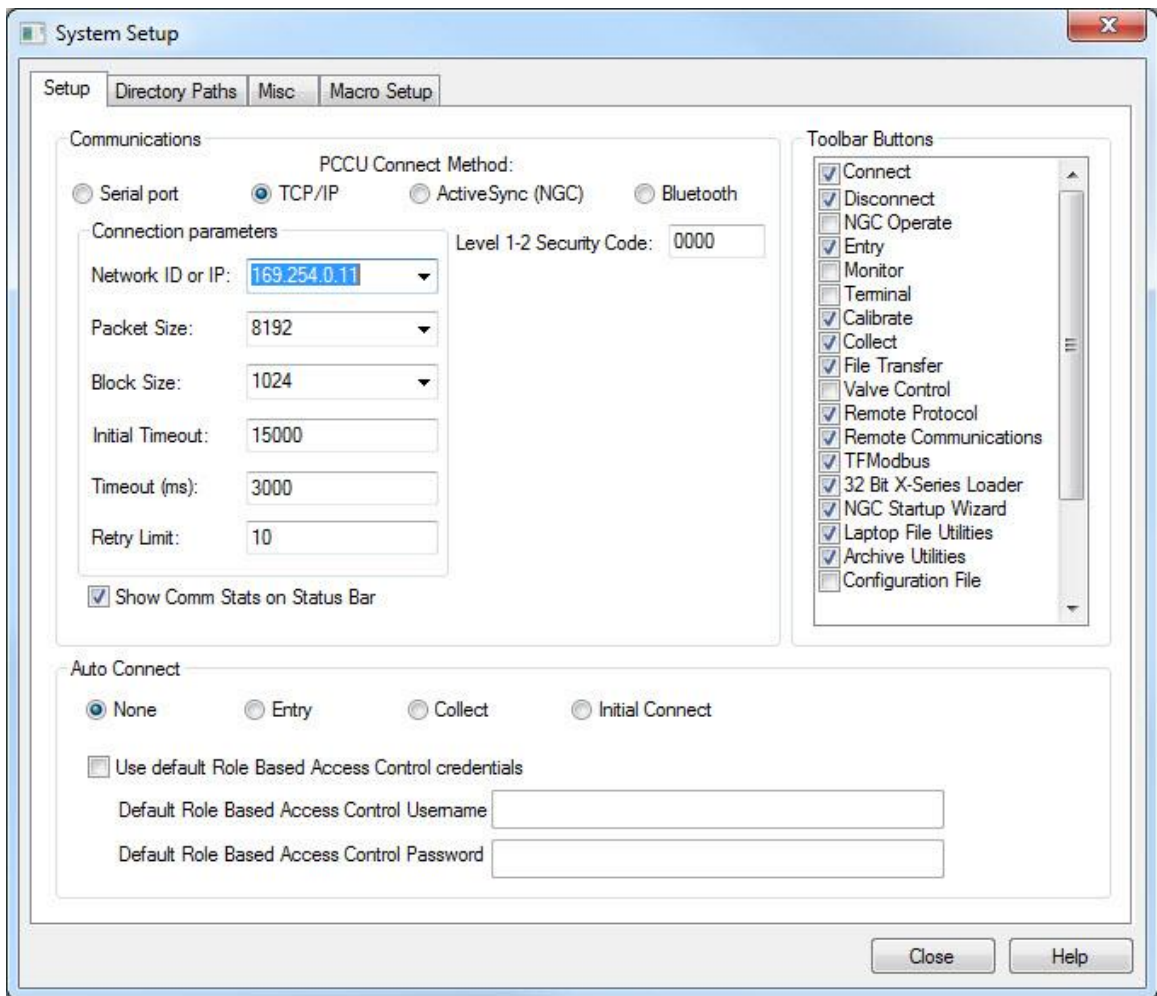 System Setup
Setup Directory Paths Misc Macro Setup
Communications
PCCU Connect Method:
Serial port TCP/IP ActiveSync (NGC) Bluetooth
Connection parameters
Level 1-2 Security Code: 0000
Network ID or IP: 169.254.0.11
Packet Size: 8192
Block Size: 1024
Initial Timeout: 15000
Timeout (ms): 3000
Retry Limit: 10
Show Comm Stats on Status Bar
Toolbar Buttons
Connect
Disconnect
NGC Operate
Entry
Monitor
Terminal
Calibrate
Collect
File Transfer
Valve Control
Remote Protocol
Remote Communications
TFModbus
32 Bit X-Series Loader
NGC Startup Wizard
Laptop File Utilities
Archive Utilities
Configuration File
Auto Connect
None Entry Collect Initial Connect
Use default Role Based Access Control credentials
Default Role Based Access Control Username
Default Role Based Access Control Password
Close Help